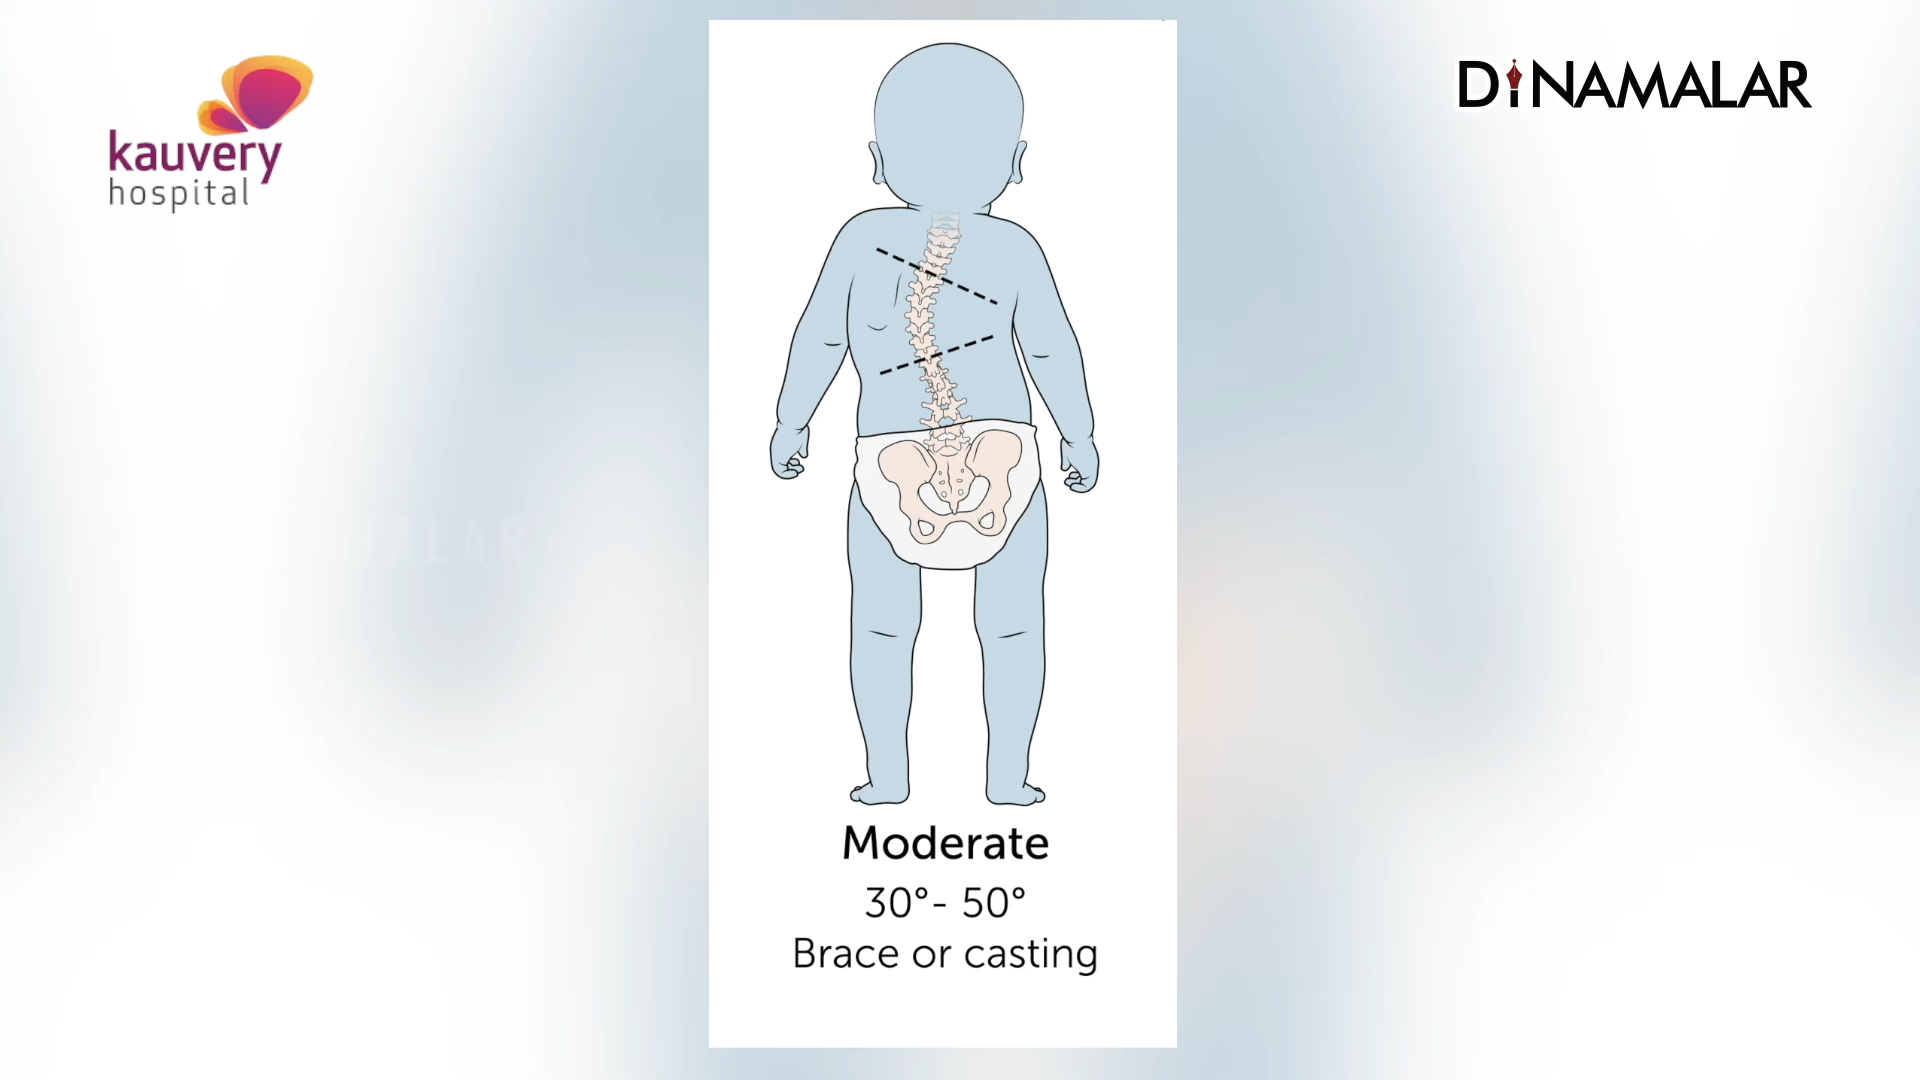 kauvery
hospital
DiNAMALAR
Moderate
30°- 50°
Brace or casting